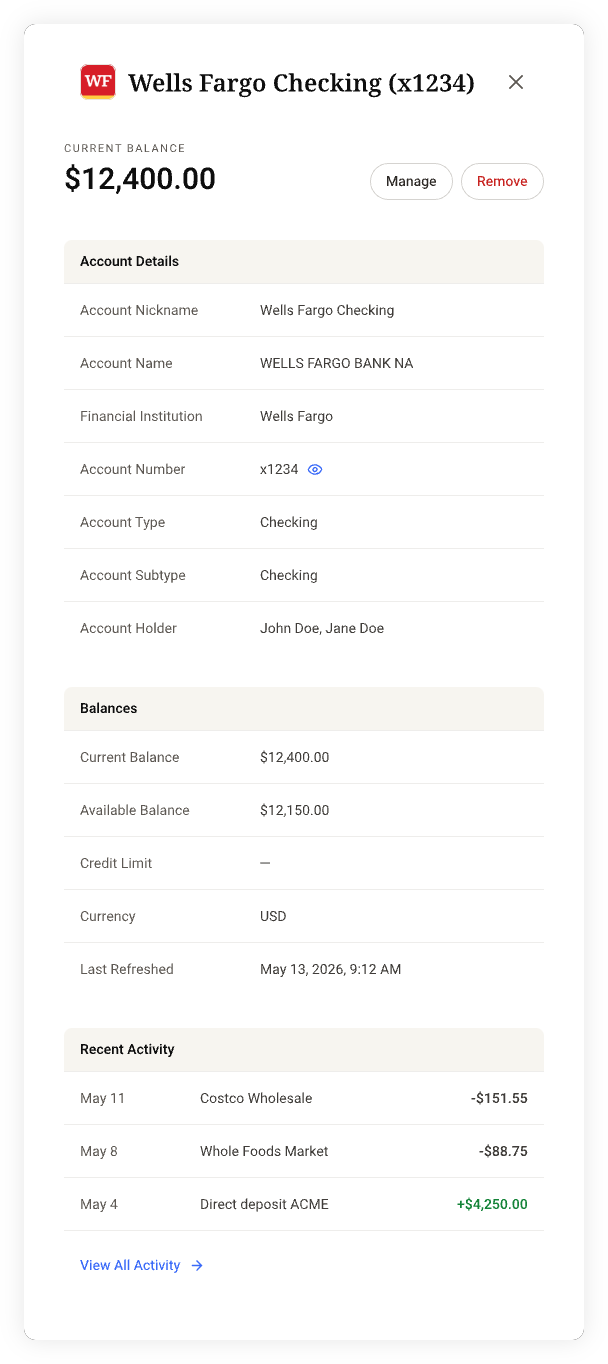 WF Wells Fargo Checking (x1234)
CURRENT BALANCE
$12,400.00
Manage Remove
Account Details
Account Nickname Wells Fargo Checking
Account Name WELLS FARGO BANK NA
Financial Institution Wells Fargo
Account Number x1234
Account Type Checking
Account Subtype Checking
Account Holder John Doe, Jane Doe
Balances
Current Balance $12,400.00
Available Balance $12,150.00
Credit Limit —
Currency USD
Last Refreshed May 13, 2026, 9:12 AM
Recent Activity
May 11 Costco Wholesale -$151.55
May 8 Whole Foods Market -$88.75
May 4 Direct deposit ACME +$4,250.00
View All Activity →